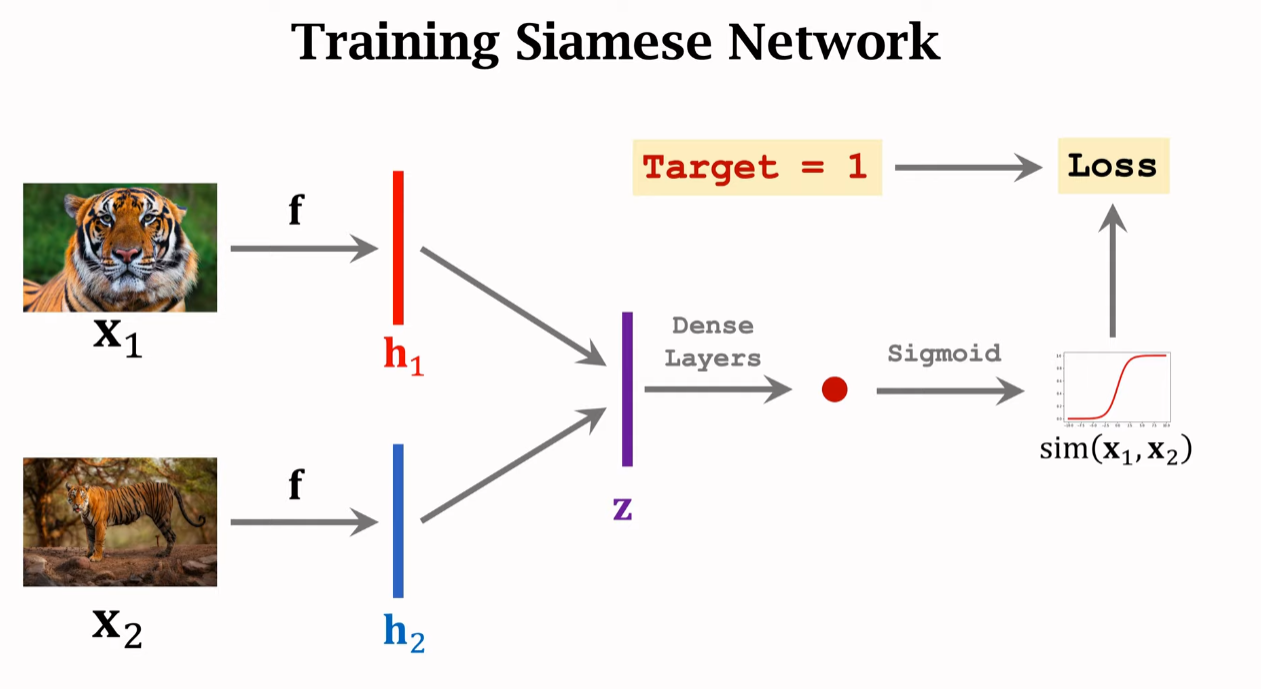 Training Siamese Network
Target = 1
Loss
f
x₁
h₁
Dense
Layers
Sigmoid
sim(x₁, x₂)
f
z
x₂
h₂